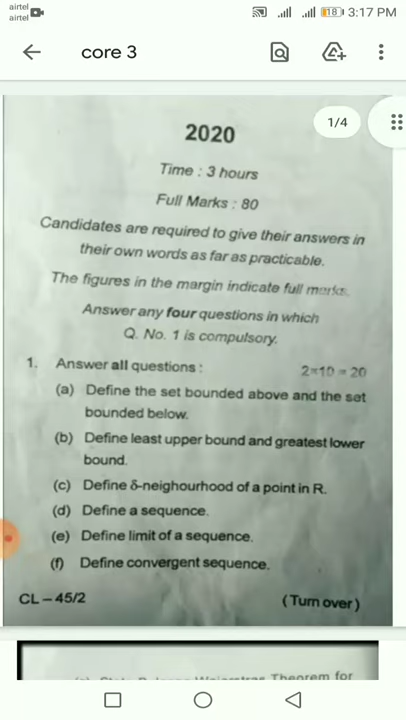 airtel
airtel
18 3:17 PM
core 3
1/4
2020
Time : 3 hours
Full Marks : 80
Candidates are required to give their answers in
their own words as far as practicable.
The figures in the margin indicate full marks.
Answer any four questions in which
Q. No. 1 is compulsory.
1. Answer all questions : 2×10 = 20
(a) Define the set bounded above and the set
bounded below.
(b) Define least upper bound and greatest lower
bound.
(c) Define δ-neighourhood of a point in R.
(d) Define a sequence.
(e) Define limit of a sequence.
(f) Define convergent sequence.
CL – 45/2 (Turn over)
Theorem for